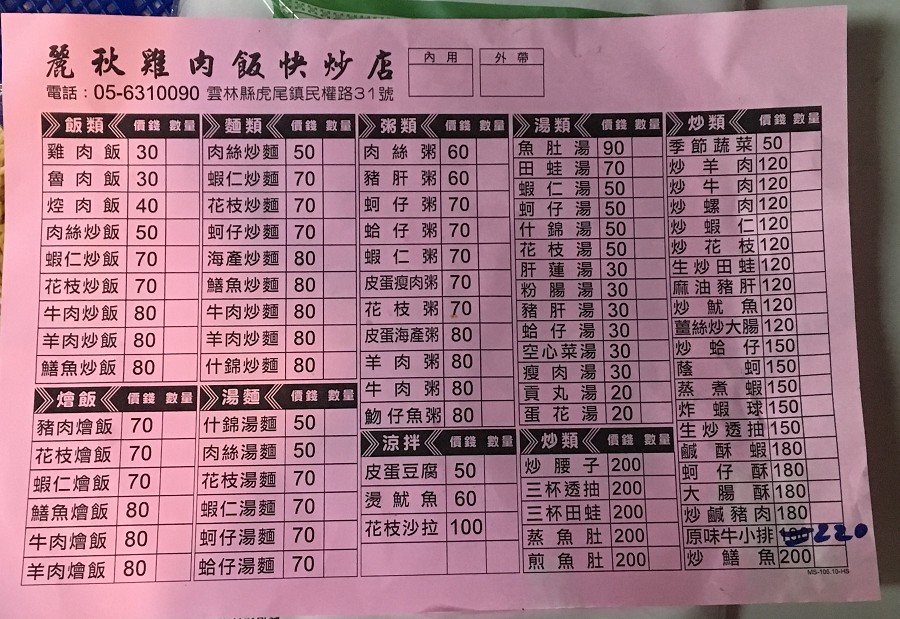 麗秋雞肉飯快炒店
內用
外帶
電話：05-6310090 雲林縣虎尾鎮民權路31號
飯類 價錢 數量
雞肉飯 30
魯肉飯 30
焢肉飯 40
肉絲炒飯 50
蝦仁炒飯 70
花枝炒飯 70
牛肉炒飯 80
羊肉炒飯 80
鱔魚炒飯 80
燴飯 價錢 數量
豬肉燴飯 70
花枝燴飯 70
蝦仁燴飯 70
鱔魚燴飯 80
牛肉燴飯 80
羊肉燴飯 80
麵類 價錢 數量
肉絲炒麵 50
蝦仁炒麵 70
花枝炒麵 70
蚵仔炒麵 70
海產炒麵 80
鱔魚炒麵 80
牛肉炒麵 80
羊肉炒麵 80
什錦炒麵 80
湯麵 價錢 數量
什錦湯麵 50
肉絲湯麵 50
花枝湯麵 70
蝦仁湯麵 70
蚵仔湯麵 70
蛤仔湯麵 70
粥類 價錢 數量
肉絲粥 60
豬肝粥 60
蚵仔粥 70
蛤仔粥 70
蝦仁粥 70
皮蛋瘦肉粥 70
花枝粥 70
皮蛋海產粥 80
羊肉粥 80
牛肉粥 80
魩仔魚粥 80
涼拌 價錢 數量
皮蛋豆腐 50
燙魷魚 60
花枝沙拉 100
湯類 價錢 數量
魚肚湯 90
田蛙湯 70
蝦仁湯 50
蚵仔湯 50
什錦湯 50
花枝湯 50
肝蓮湯 30
粉腸湯 30
豬肝湯 30
蛤仔湯 30
空心菜湯 30
瘦肉湯 30
貢丸湯 20
蛋花湯 20
炒類 價錢 數量
炒腰子 200
三杯透抽 200
三杯田蛙 200
蒸魚肚 200
煎魚肚 200
炒類 價錢 數量
季節蔬菜 50
炒羊肉 120
炒牛肉 120
炒螺肉 120
炒蝦仁 120
炒花枝 120
生炒田蛙 120
麻油豬肝 120
炒魷魚 120
薑絲炒大腸 120
炒蛤仔 150
蔭蚵 150
蒸煮蝦 150
炸蝦球 150
生炒透抽 150
鹹酥蝦 180
蚵仔酥 180
大腸酥 180
炒鹹豬肉 180
原味牛小排 180 220
炒鱔魚 200
MS-106.10-HS